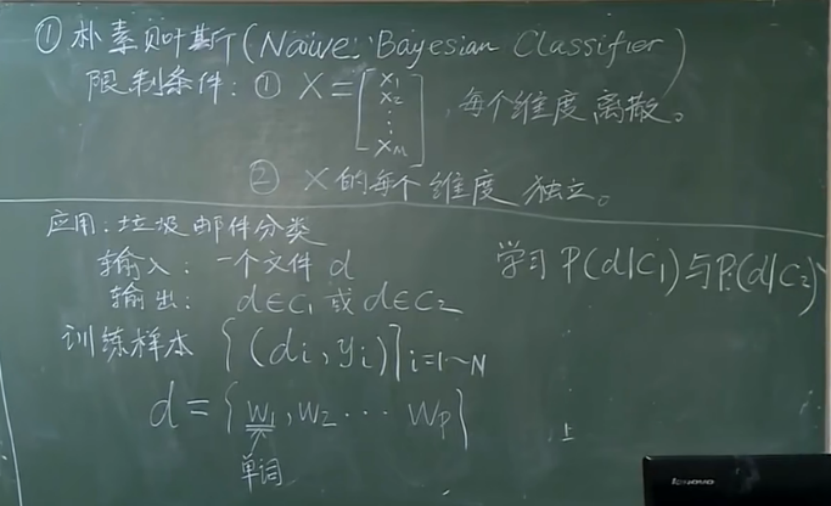 ① 朴素贝叶斯(Naive Bayesian Classifier)
限制条件: ① X = [x₁ x₂ ⋮ x_M], 每个维度离散。
② X的每个维度 独立。
应用: 垃圾邮件分类
输入: 一个文件 d
输出: d∈C₁ 或 d∈C₂
训练样本 {(dᵢ, yᵢ)}ᵢ₌₁~N
d = {w₁, w₂ ··· w_P}
单词
学习 P(d|C₁) 与 P(d|C₂)
上